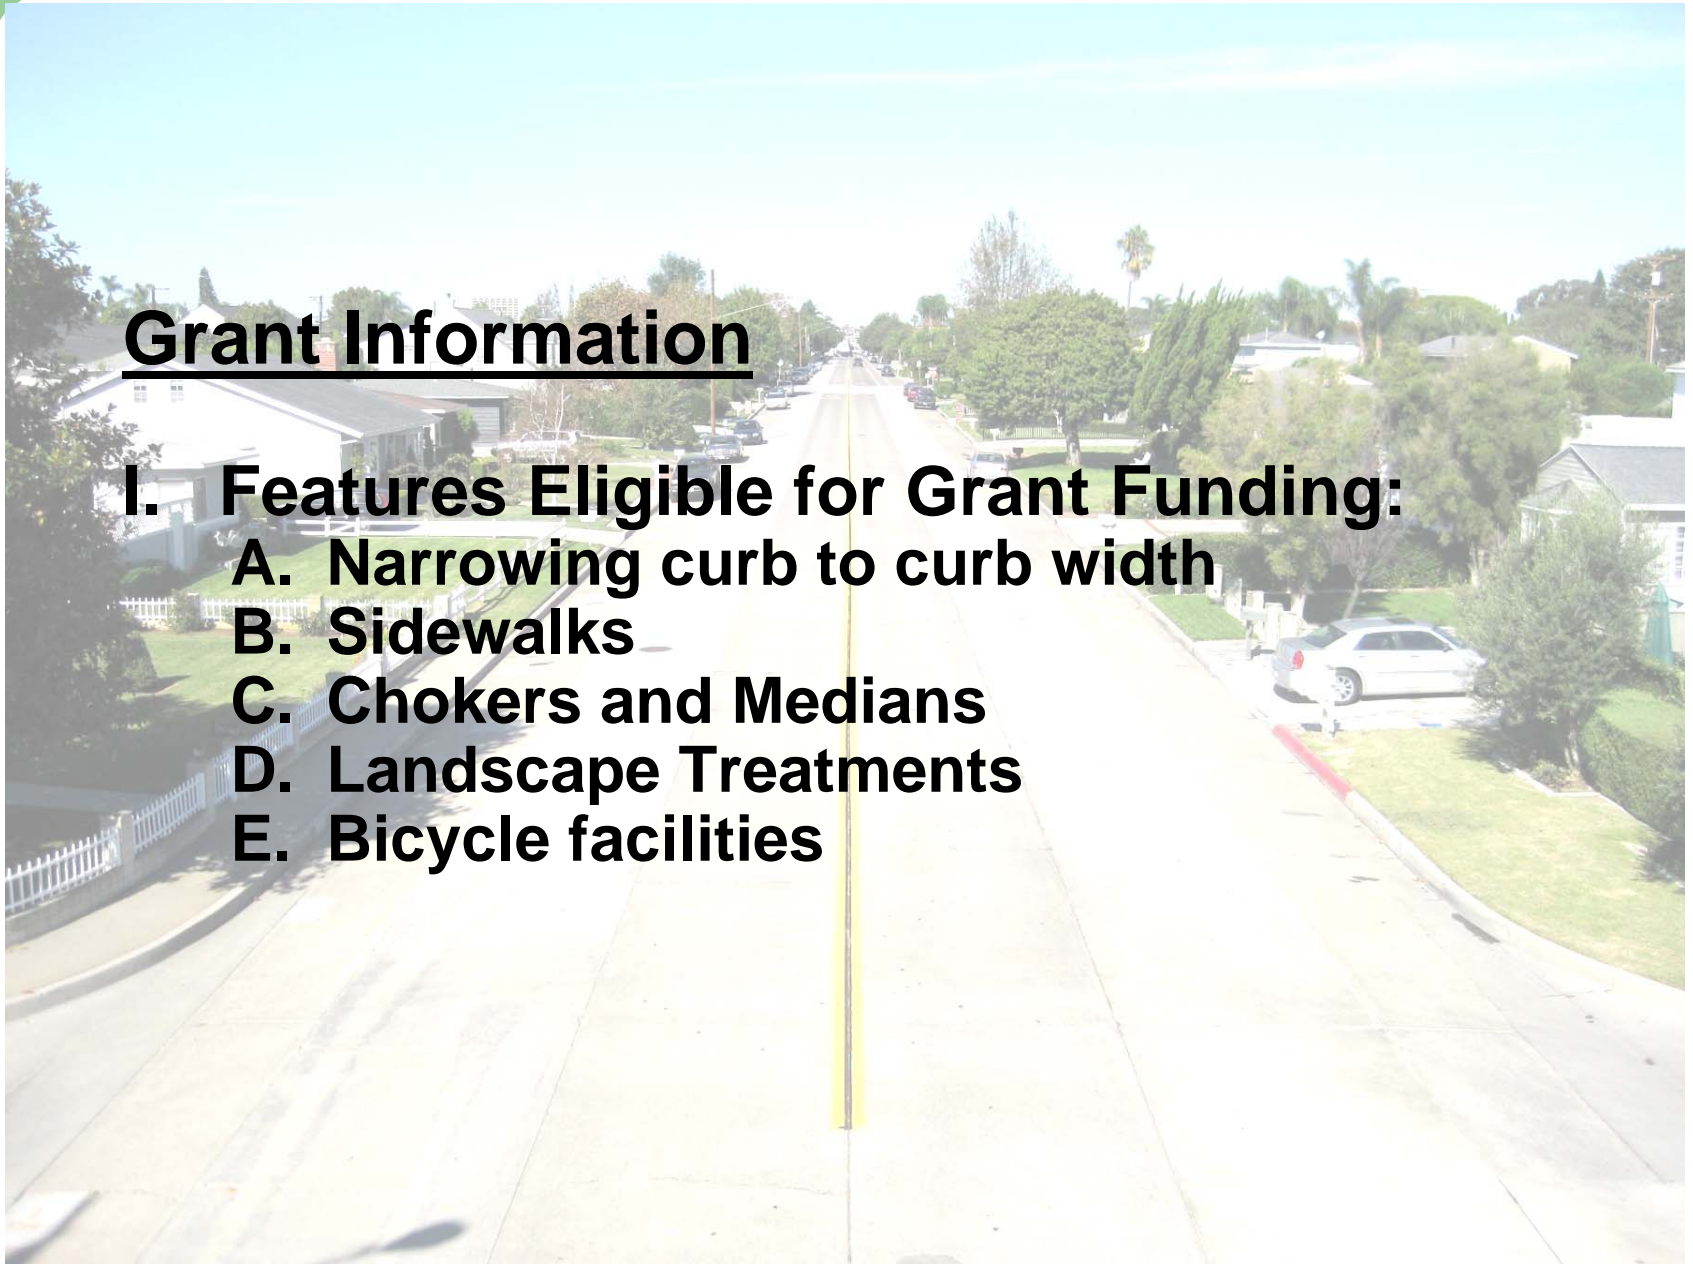 Grant Information
I. Features Eligible for Grant Funding:
A. Narrowing curb to curb width
B. Sidewalks
C. Chokers and Medians
D. Landscape Treatments
E. Bicycle facilities